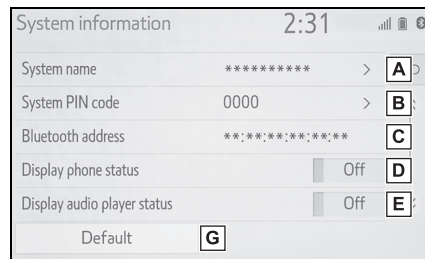 System information 2:31
System name ********** > A
System PIN code 0000 > B
Bluetooth address **:**:**:**:**:** C
Display phone status Off D
Display audio player status Off E
Default G